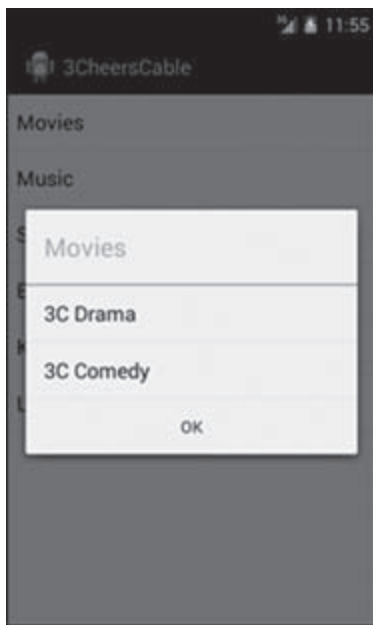 11:55
3CheersCable
Movies
Music
Movies
3C Drama
3C Comedy
OK